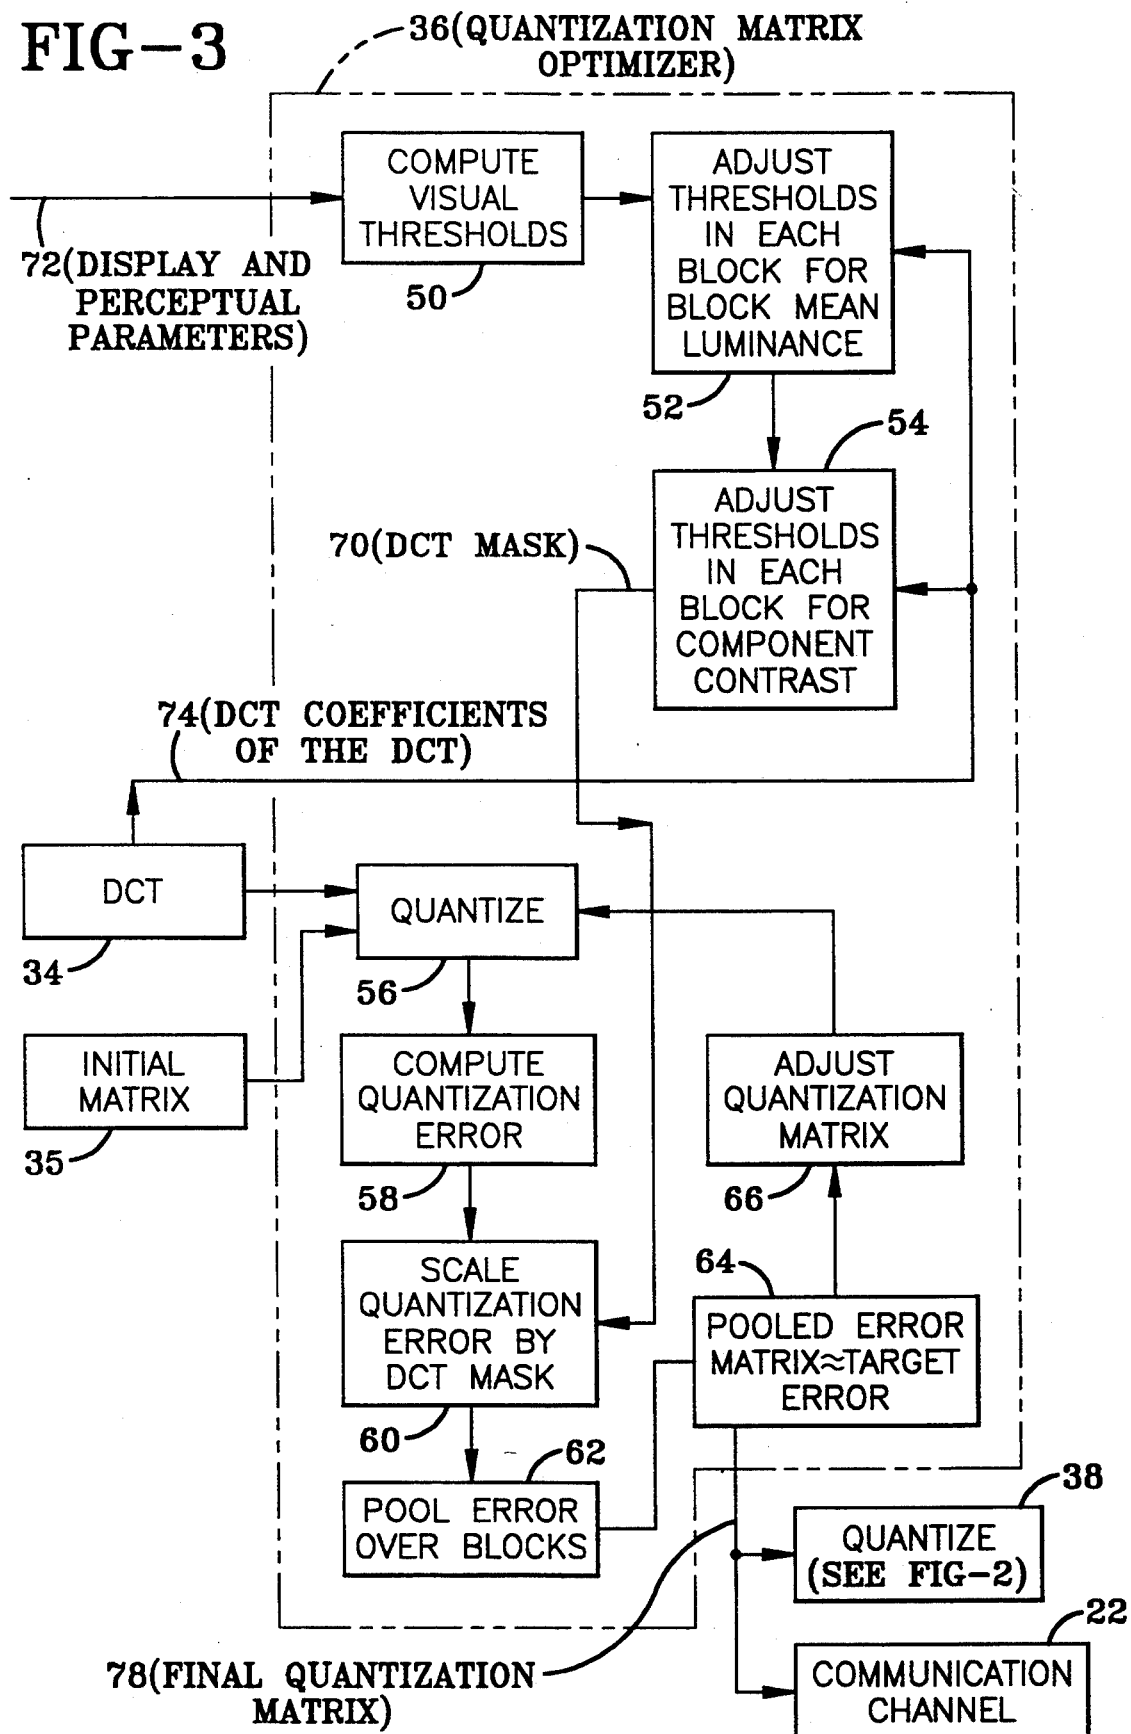 FIG-3
36(QUANTIZATION MATRIX
OPTIMIZER)
COMPUTE
VISUAL
THRESHOLDS
50
ADJUST
THRESHOLDS
IN EACH
BLOCK FOR
BLOCK MEAN
LUMINANCE
52
72(DISPLAY AND
PERCEPTUAL
PARAMETERS)
54
ADJUST
THRESHOLDS
IN EACH
BLOCK FOR
COMPONENT
CONTRAST
70(DCT MASK)
74(DCT COEFFICIENTS
OF THE DCT)
DCT
34
QUANTIZE
56
INITIAL
MATRIX
35
COMPUTE
QUANTIZATION
ERROR
58
ADJUST
QUANTIZATION
MATRIX
66
SCALE
QUANTIZATION
ERROR BY
DCT MASK
60
64
POOLED ERROR
MATRIX≈TARGET
ERROR
62
POOL ERROR
OVER BLOCKS
38
QUANTIZE
(SEE FIG-2)
22
COMMUNICATION
CHANNEL
78(FINAL QUANTIZATION
MATRIX)